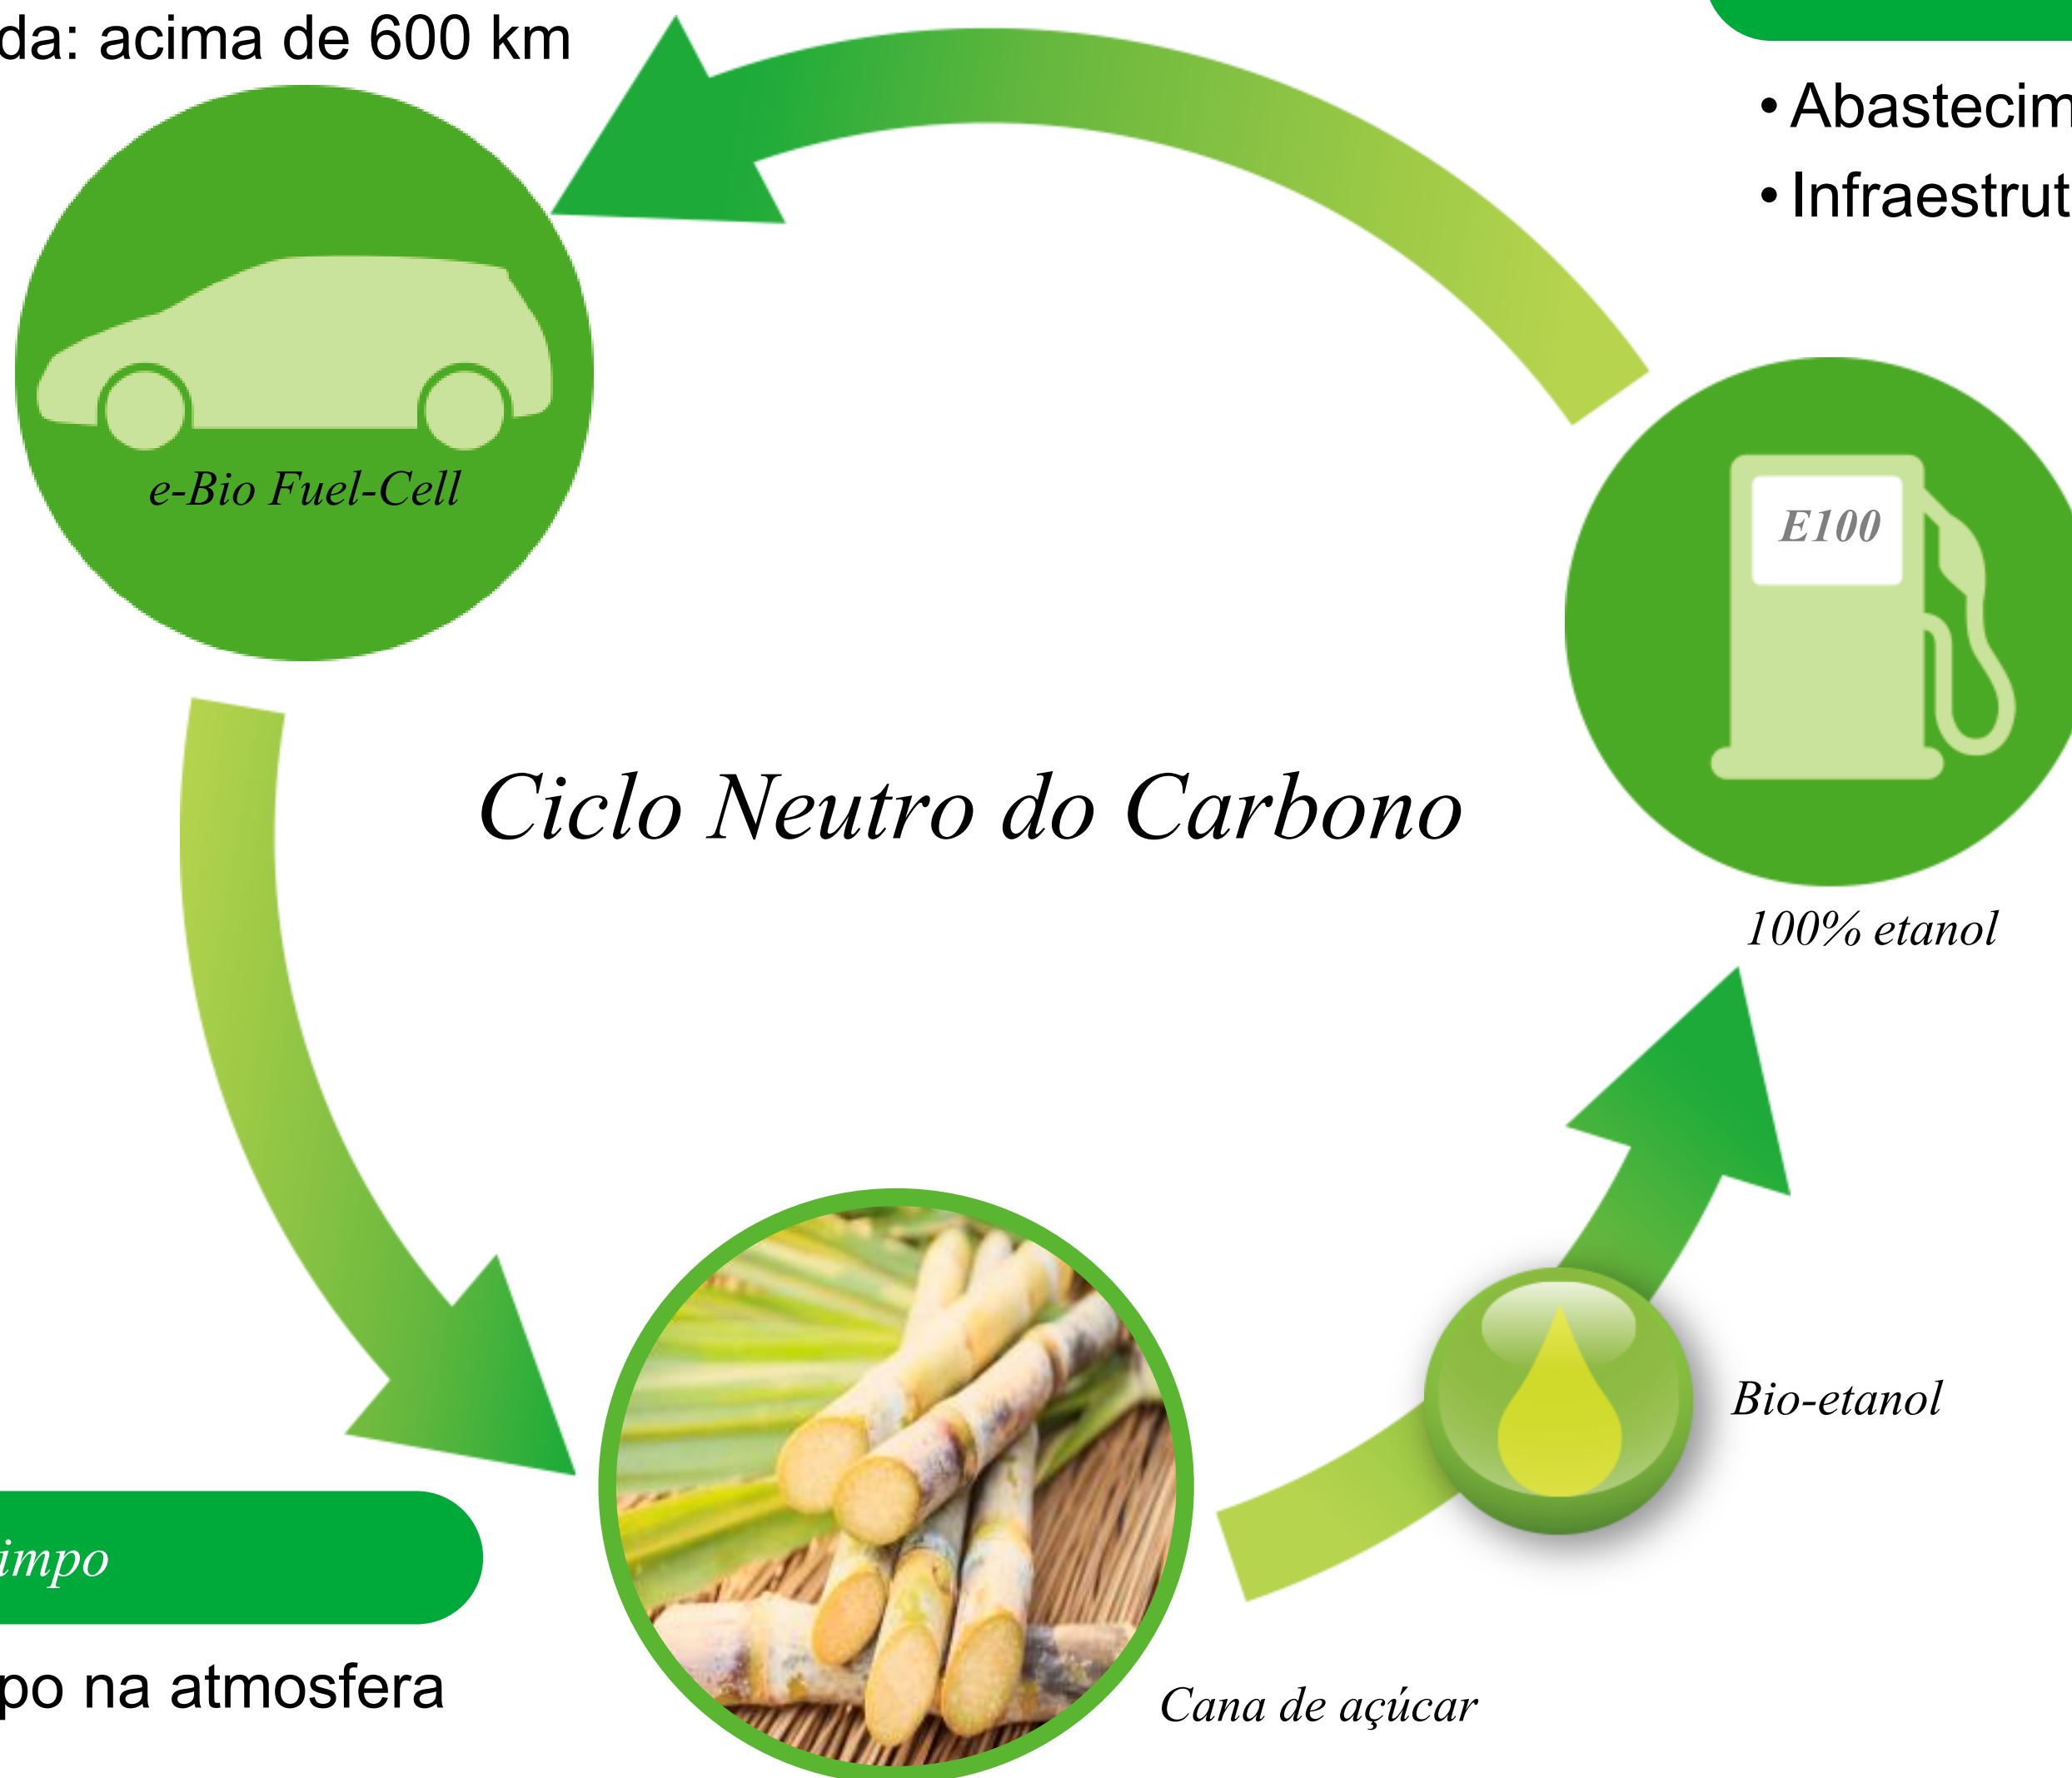 da: acima de 600 km
• Abastecim
• Infraestrut
e-Bio Fuel-Cell
E100
Ciclo Neutro do Carbono
100% etanol
Bio-etanol
impo
po na atmosfera
Cana de açúcar